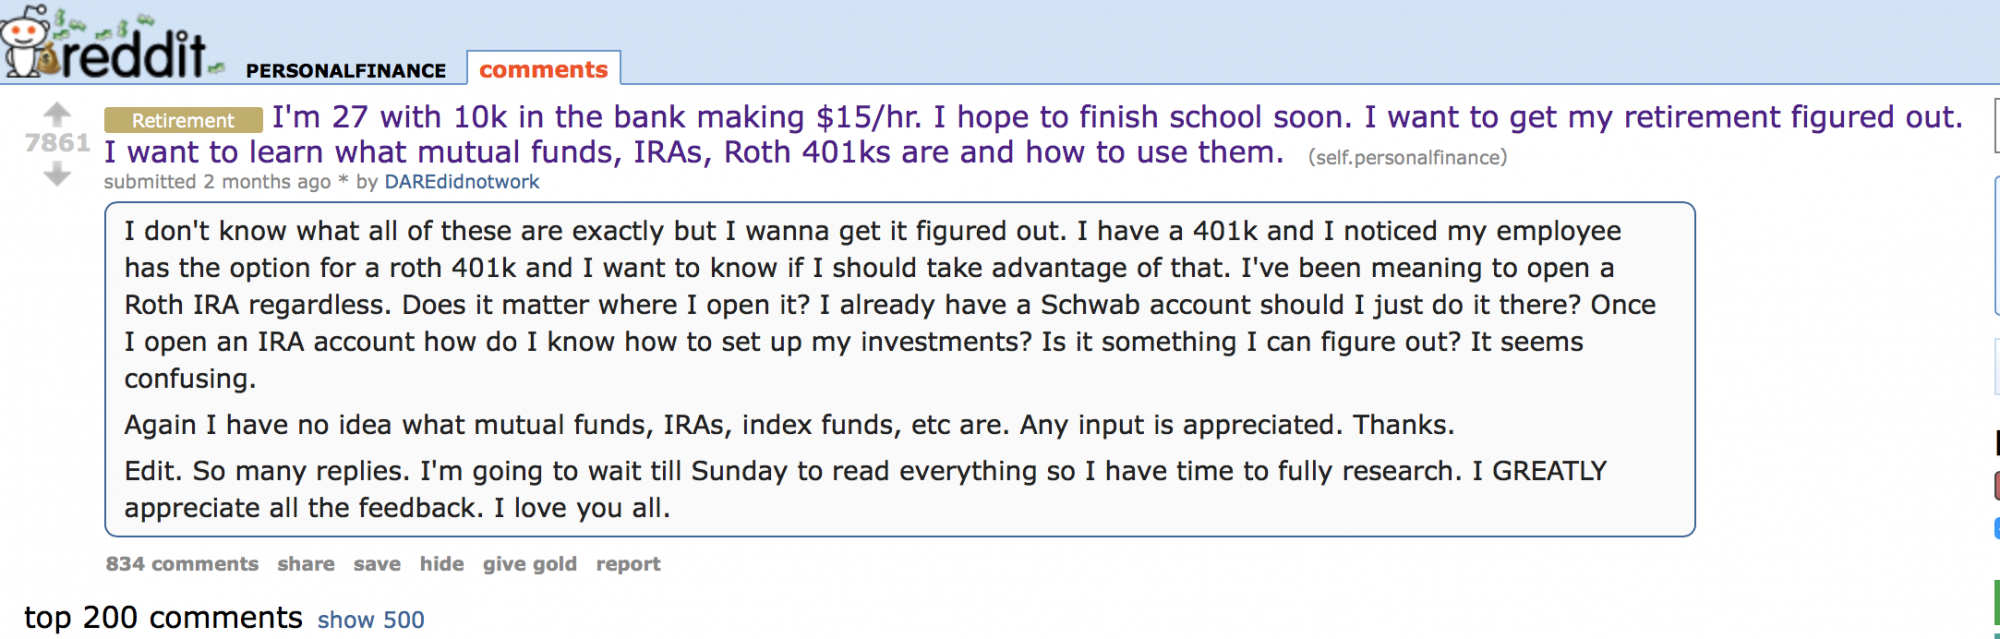 reddit PERSONALFINANCE comments
Retirement I'm 27 with 10k in the bank making $15/hr. I hope to finish school soon. I want to get my retirement figured out.
7861 I want to learn what mutual funds, IRAs, Roth 401ks are and how to use them. (self.personalfinance)
submitted 2 months ago * by DAREdidnotwork
I don't know what all of these are exactly but I wanna get it figured out. I have a 401k and I noticed my employee
has the option for a roth 401k and I want to know if I should take advantage of that. I've been meaning to open a
Roth IRA regardless. Does it matter where I open it? I already have a Schwab account should I just do it there? Once
I open an IRA account how do I know how to set up my investments? Is it something I can figure out? It seems
confusing.
Again I have no idea what mutual funds, IRAs, index funds, etc are. Any input is appreciated. Thanks.
Edit. So many replies. I'm going to wait till Sunday to read everything so I have time to fully research. I GREATLY
appreciate all the feedback. I love you all.
834 comments share save hide give gold report
top 200 comments show 500